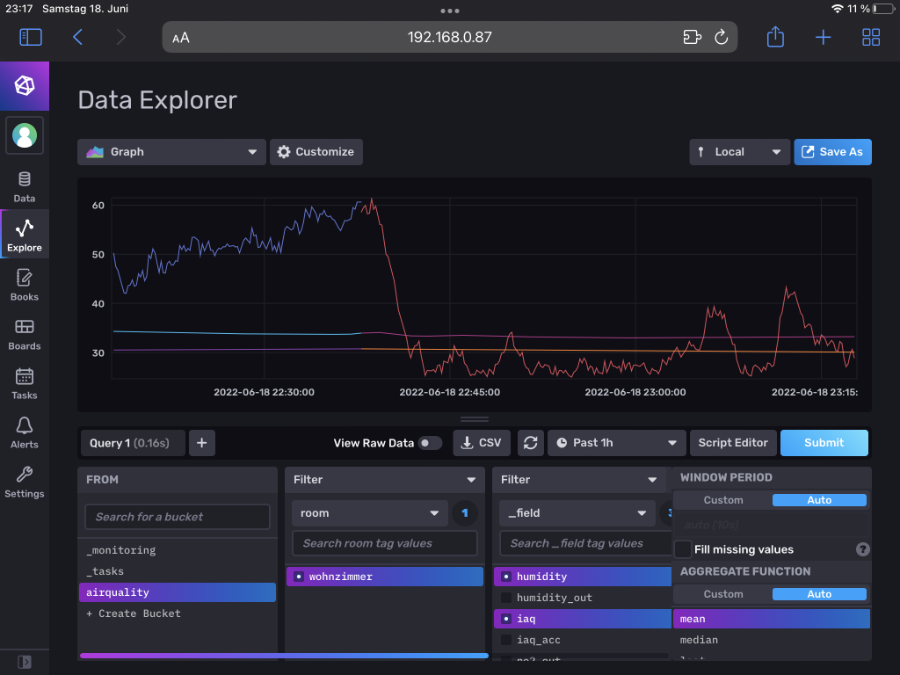 23:17 Samstag 18. Juni
11 %
AA
192.168.0.87
Data Explorer
Graph
Customize
Local
Save As
Data
Explore
Books
Boards
Tasks
Alerts
Settings
60
50
40
30
2022-06-18 22:30:00
2022-06-18 22:45:00
2022-06-18 23:00:00
2022-06-18 23:15:
Query 1 (0.16s)
+
View Raw Data
CSV
Past 1h
Script Editor
Submit
FROM
Search for a bucket
_monitoring
_tasks
airquality
+ Create Bucket
Filter
room
1
Search room tag values
wohnzimmer
Filter
_field
Search _field tag values
humidity
humidity_out
iaq
iaq_acc
WINDOW PERIOD
Custom
Auto
auto (10s)
Fill missing values
?
AGGREGATE FUNCTION
Custom
Auto
mean
median